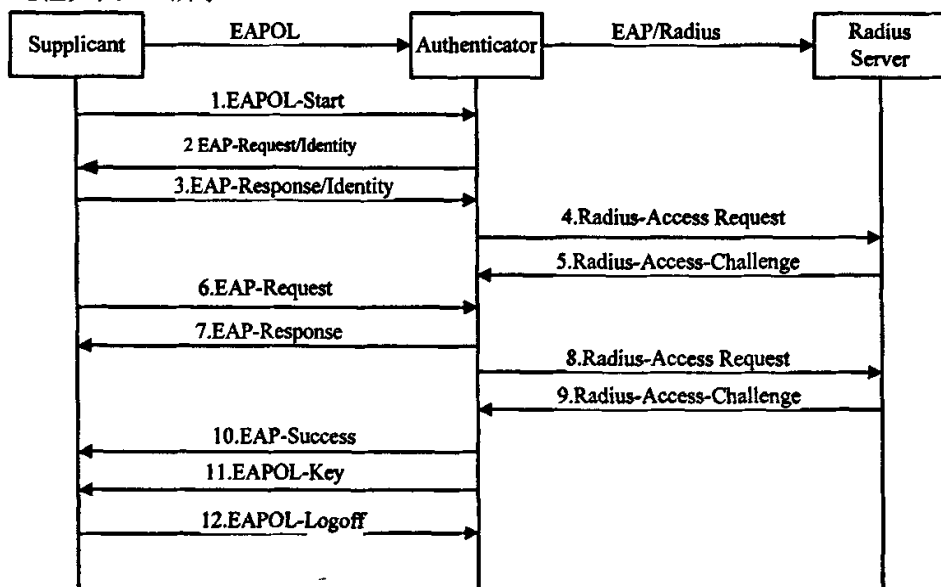 Supplicant
EAPOL
Authenticator
EAP/Radius
Radius
Server
1.EAPOL-Start
2 EAP-Request/Identity
3.EAP-Response/Identity
4.Radius-Access Request
5.Radius-Access-Challenge
6.EAP-Request
7.EAP-Response
8.Radius-Access Request
9.Radius-Access-Challenge
10.EAP-Success
11.EAPOL-Key
12.EAPOL-Logoff